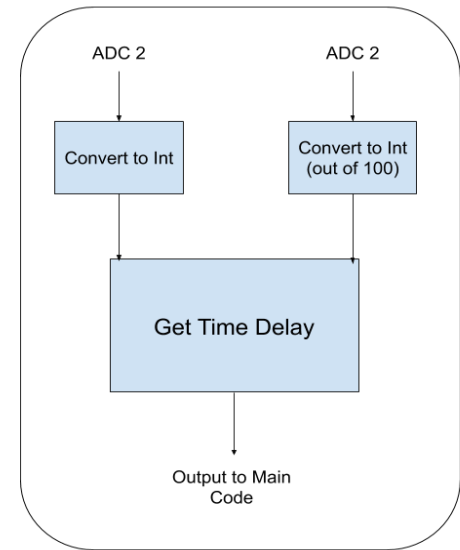 ADC 2
ADC 2
Convert to Int
Convert to Int
(out of 100)
Get Time Delay
Output to Main
Code